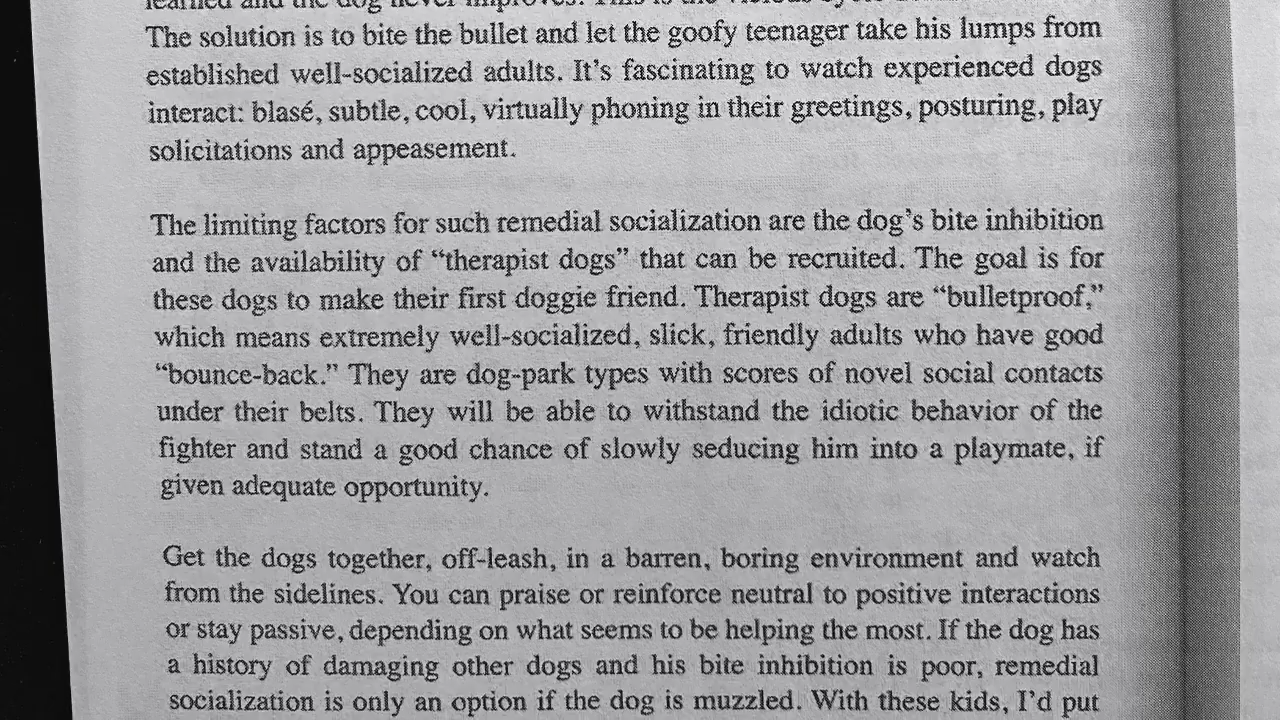 learned and the dog never improves. This is the vicious
The solution is to bite the bullet and let the goofy teenager take his lumps from
established well-socialized adults. It’s fascinating to watch experienced dogs
interact: blasé, subtle, cool, virtually phoning in their greetings, posturing, play
solicitations and appeasement.
The limiting factors for such remedial socialization are the dog’s bite inhibition
and the availability of “therapist dogs” that can be recruited. The goal is for
these dogs to make their first doggie friend. Therapist dogs are “bulletproof,”
which means extremely well-socialized, slick, friendly adults who have good
“bounce-back.” They are dog-park types with scores of novel social contacts
under their belts. They will be able to withstand the idiotic behavior of the
fighter and stand a good chance of slowly seducing him into a playmate, if
given adequate opportunity.
Get the dogs together, off-leash, in a barren, boring environment and watch
from the sidelines. You can praise or reinforce neutral to positive interactions
or stay passive, depending on what seems to be helping the most. If the dog has
a history of damaging other dogs and his bite inhibition is poor, remedial
socialization is only an option if the dog is muzzled. With these kids, I’d put